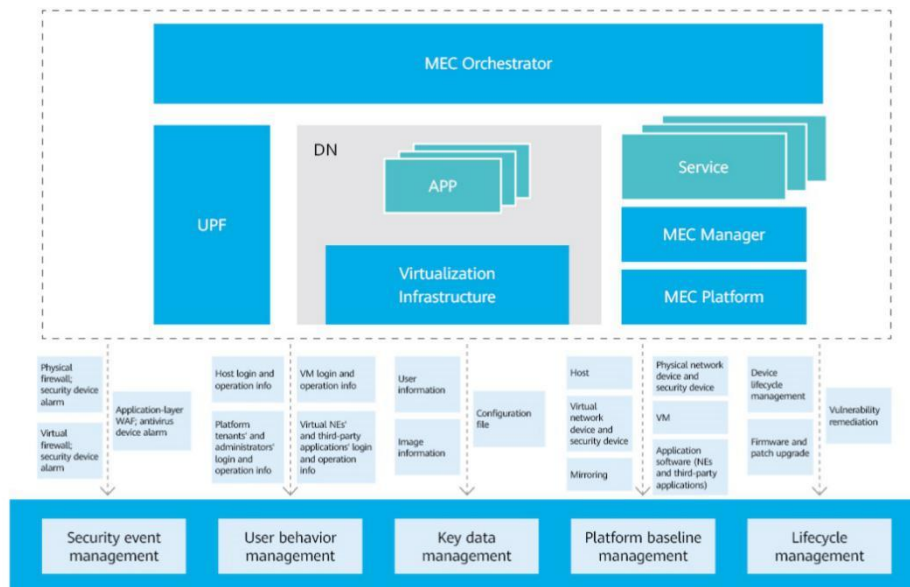 MEC Orchestrator
UPF
DN
APP
Virtualization
Infrastructure
Service
MEC Manager
MEC Platform
Physical
firewall;
security device
alarm
Virtual
firewall;
security device
alarm
Application-layer
WAF; antivirus
device alarm
Host login and
operation info
Platform
tenants' and
administrators'
login and
operation info
VM login and
operation info
Virtual NEs'
and third-party
applications' login
and operation
info
User
information
Image
information
Configuration
file
Host
Virtual
network
device and
security device
Mirroring
Physical network
device and
security device
VM
Application
software (NEs
and third-party
applications)
Device
lifecycle
management
Firmware and
patch upgrade
Vulnerability
remediation
Security event
management
User behavior
management
Key data
management
Platform baseline
management
Lifecycle
management